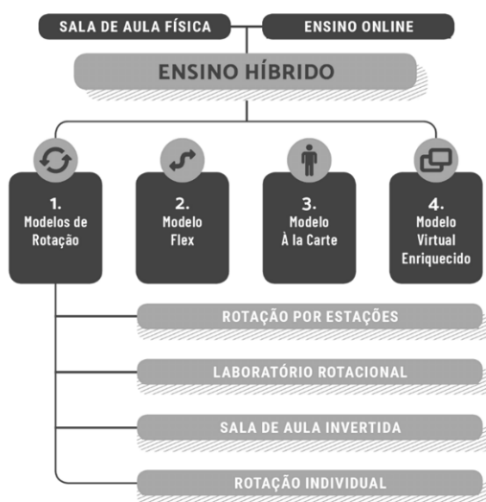 SALA DE AULA FÍSICA
ENSINO ONLINE
ENSINO HÍBRIDO
1.
Modelos de
Rotação
2.
Modelo
Flex
3.
Modelo
À la Carte
4.
Modelo
Virtual
Enriquecido
ROTAÇÃO POR ESTAÇÕES
LABORATÓRIO ROTACIONAL
SALA DE AULA INVERTIDA
ROTAÇÃO INDIVIDUAL